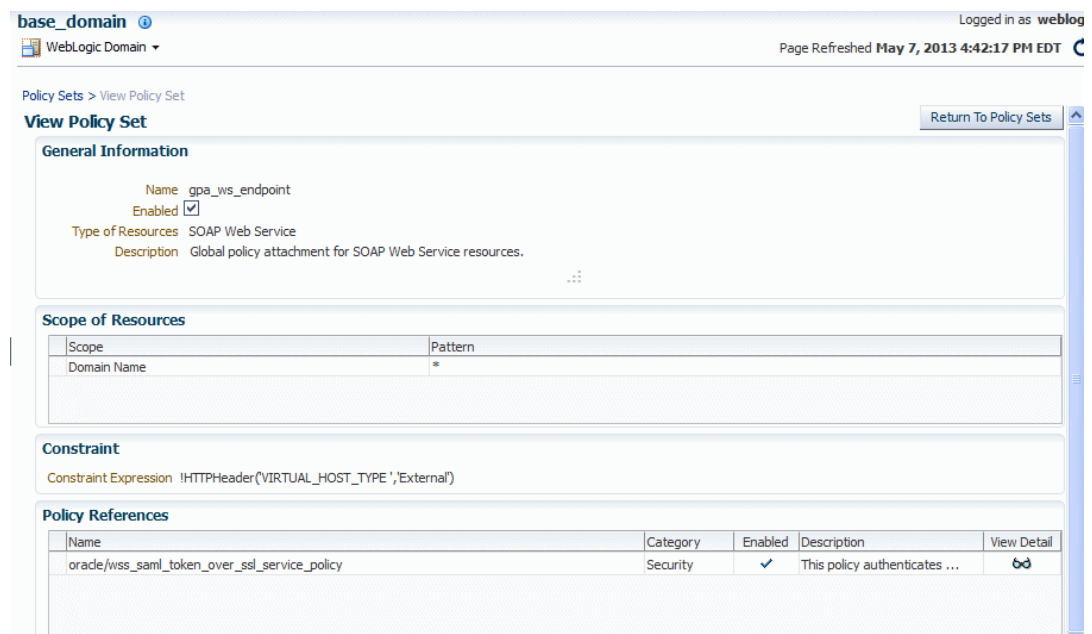 base_domain
Logged in as weblog
WebLogic Domain
Page Refreshed May 7, 2013 4:42:17 PM EDT
Policy Sets > View Policy Set
View Policy Set
Return To Policy Sets
General Information
Name gpa_ws_endpoint
Enabled
Type of Resources SOAP Web Service
Description Global policy attachment for SOAP Web Service resources.
Scope of Resources
Scope Pattern
Domain Name *
Constraint
Constraint Expression !HTTPHeader('VIRTUAL_HOST_TYPE ','External')
Policy References
Name Category Enabled Description View Detail
oracle/wss_saml_token_over_ssl_service_policy Security This policy authenticates ...